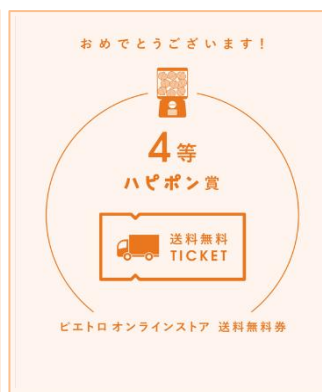 おめでとうございます!
4等
ハピポン賞
送料無料
TICKET
ピエトロ オンラインストア 送料無料券